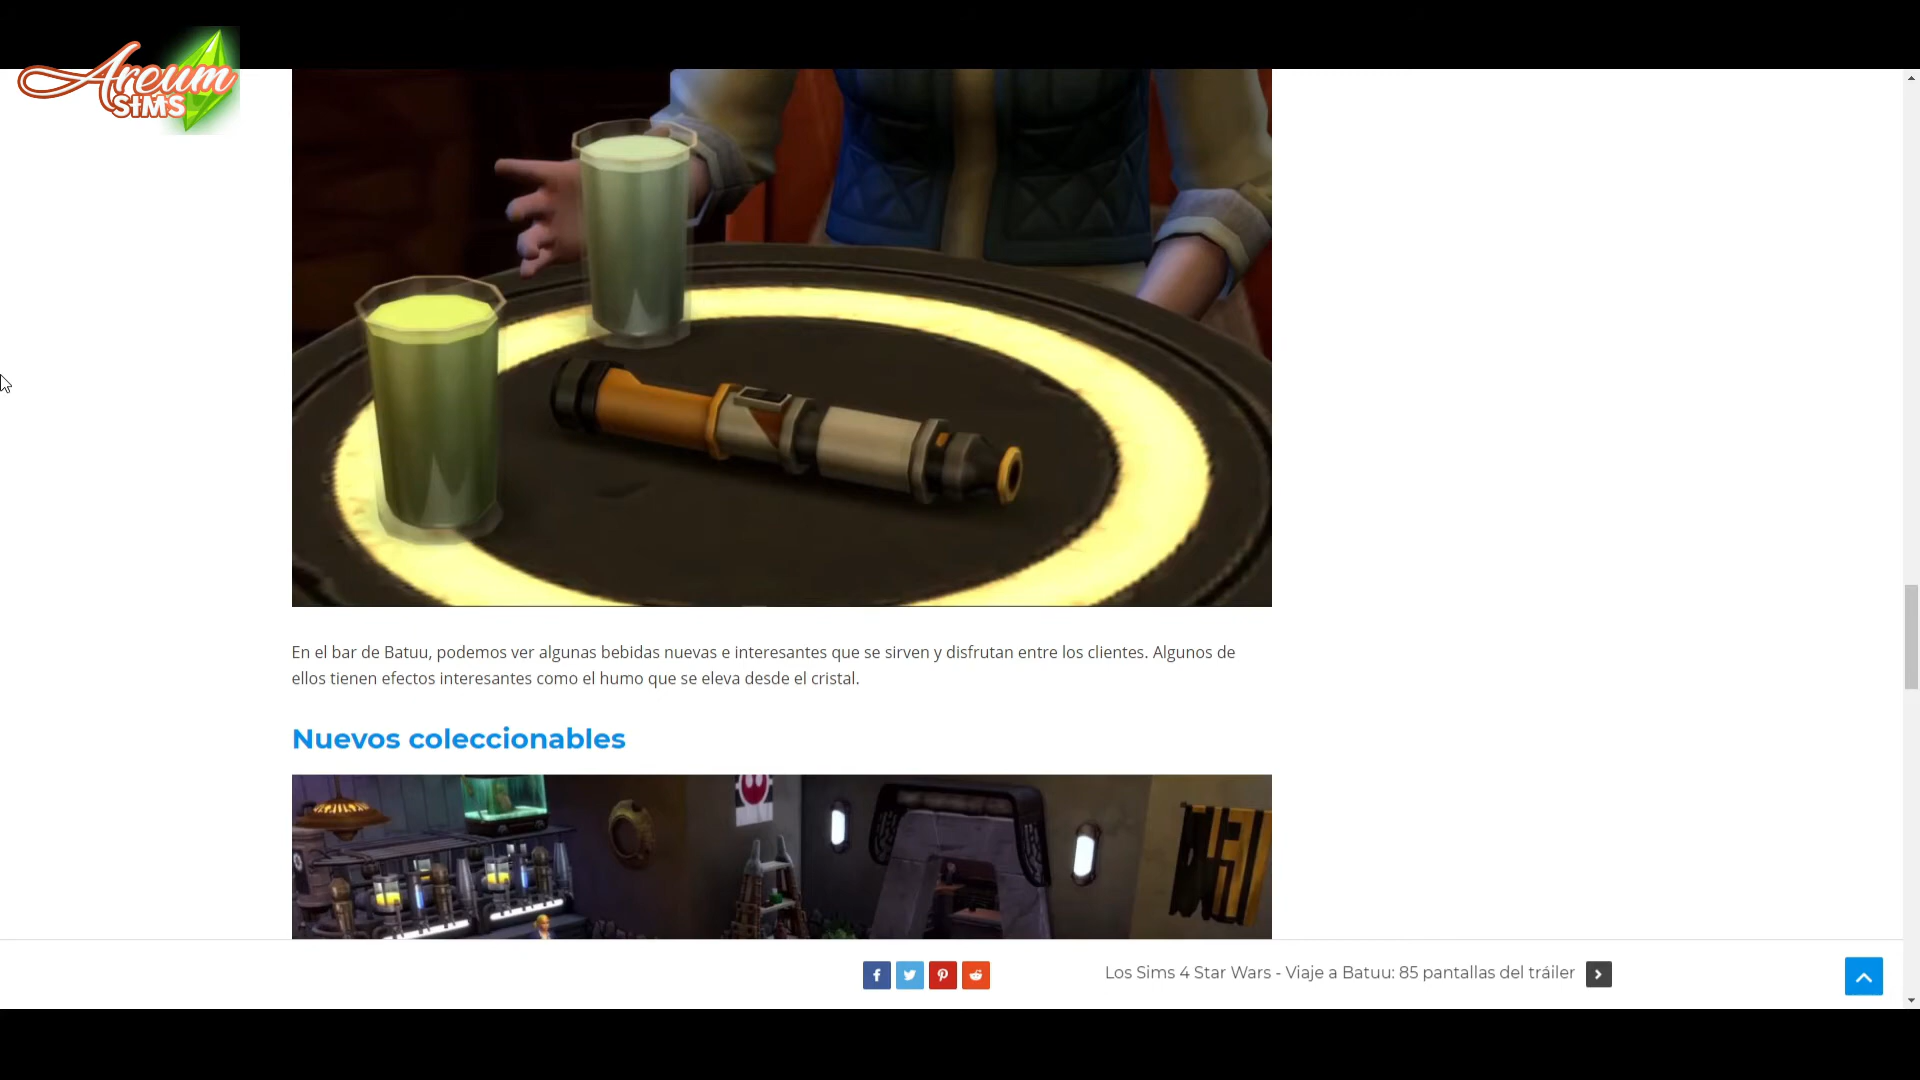 Areum
SIMS
En el bar de Batuu, podemos ver algunas bebidas nuevas e interesantes que se sirven y disfrutan entre los clientes. Algunos de
ellos tienen efectos interesantes como el humo que se eleva desde el cristal.
Nuevos coleccionables
Los Sims 4 Star Wars - Viaje a Batuu: 85 pantallas del tráiler